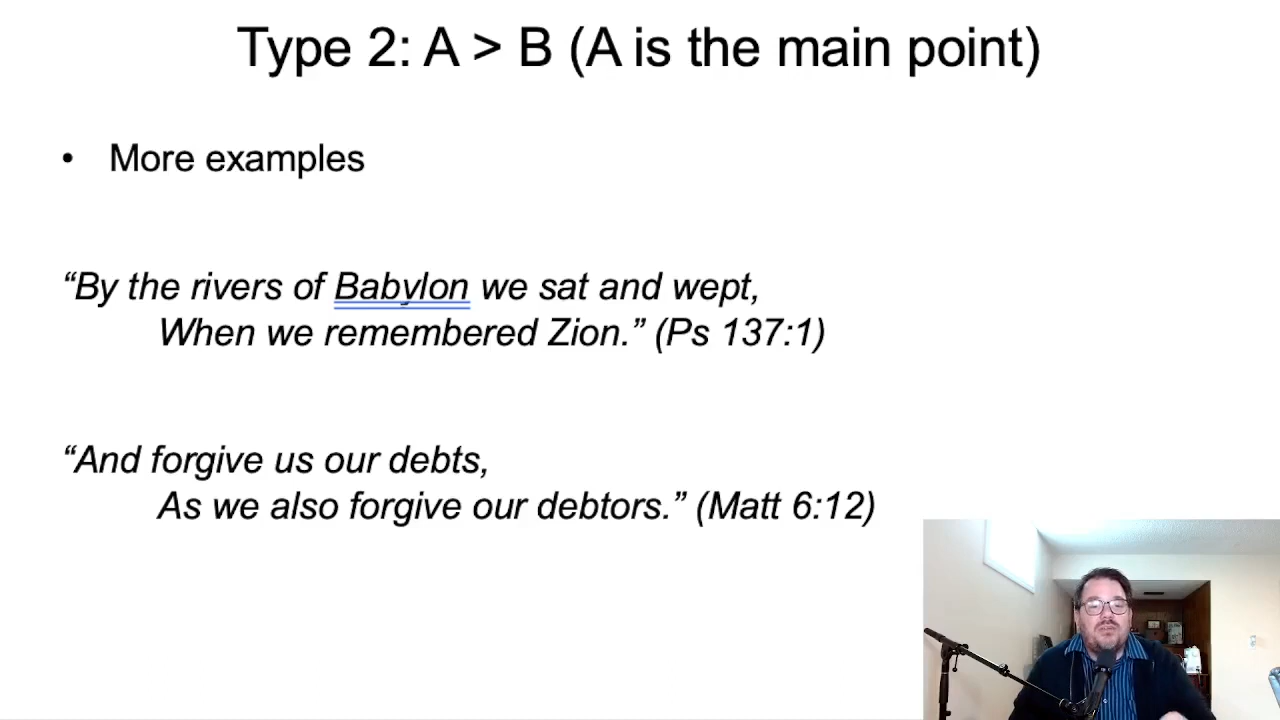 Type 2: A > B (A is the main point)
• More examples
“By the rivers of Babylon we sat and wept,
When we remembered Zion.” (Ps 137:1)
“And forgive us our debts,
As we also forgive our debtors.” (Matt 6:12)